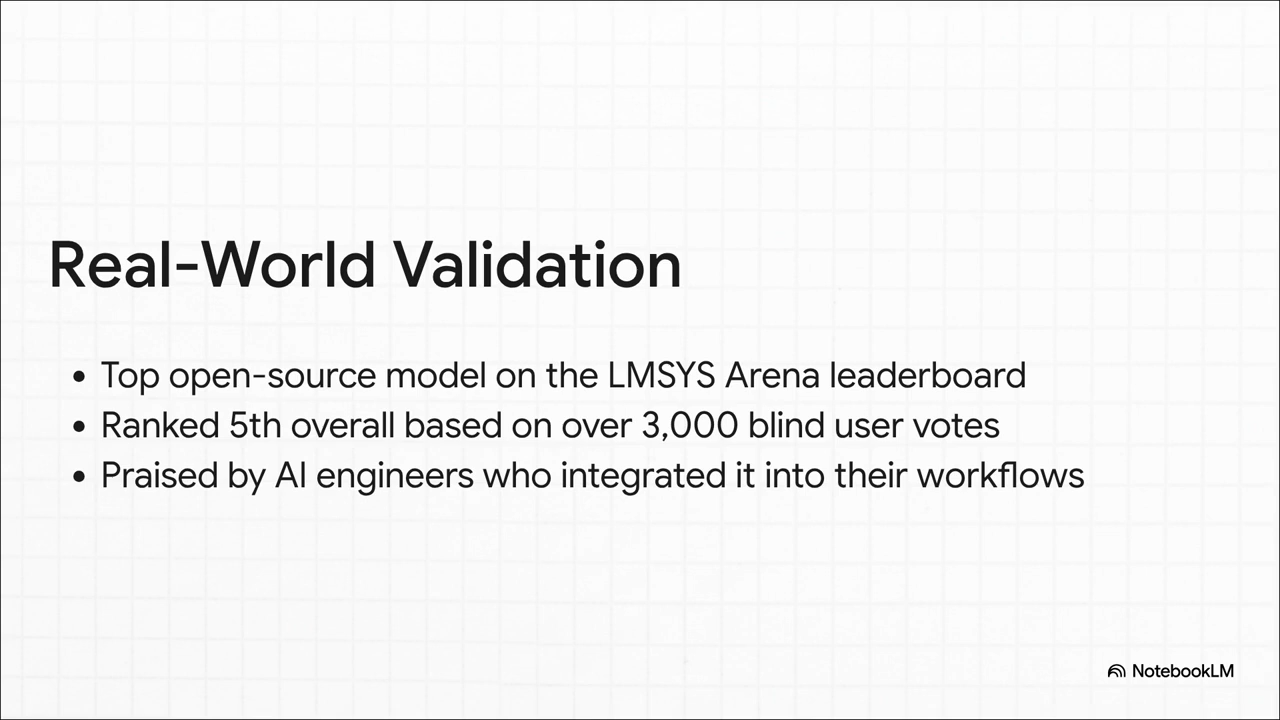 Real-World Validation
• Top open-source model on the LMSYS Arena leaderboard
• Ranked 5th overall based on over 3,000 blind user votes
• Praised by AI engineers who integrated it into their workflows
NotebookLM